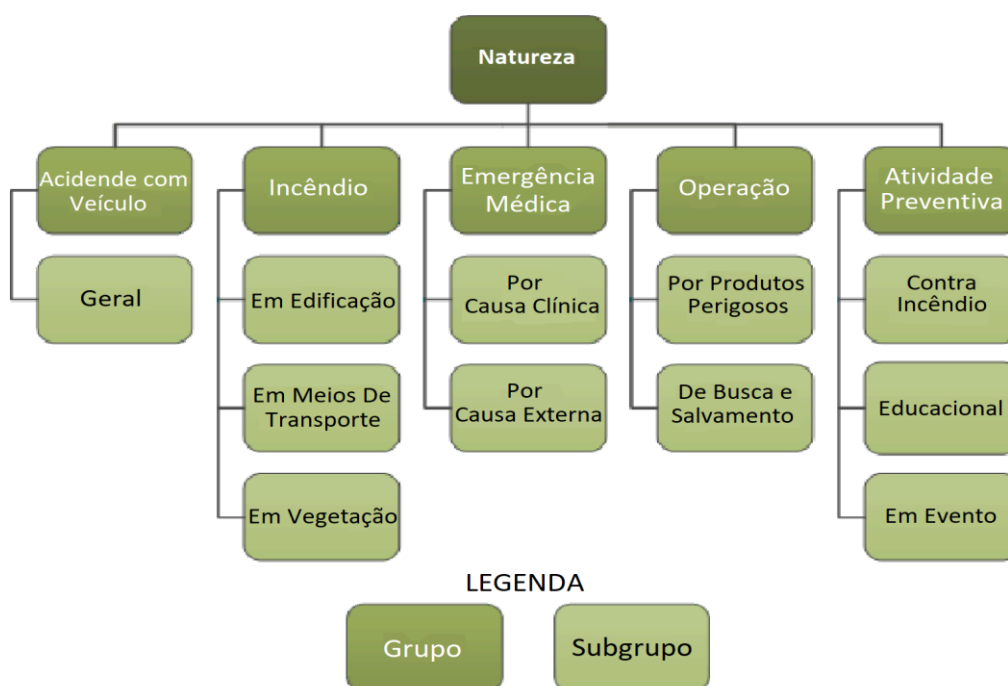 Natureza
Acidende com
Veículo
Incêndio
Emergência
Médica
Operação
Atividade
Preventiva
Geral
Em Edificação
Por
Causa Clínica
Por Produtos
Perigosos
Contra
Incêndio
Em Meios De
Transporte
Por
Causa Externa
De Busca e
Salvamento
Educacional
Em Vegetação
Em Evento
LEGENDA
Grupo
Subgrupo